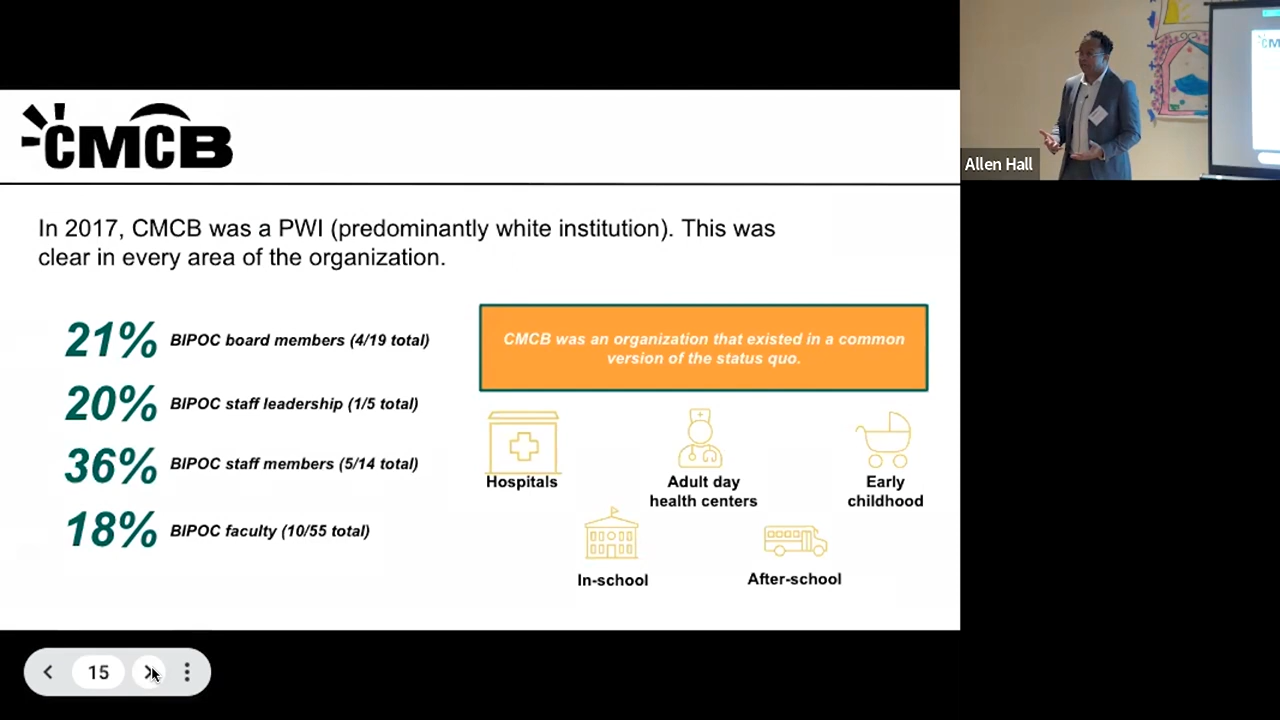 CMCB
In 2017, CMCB was a PWI (predominantly white institution). This was
clear in every area of the organization.
21% BIPOC board members (4/19 total)
20% BIPOC staff leadership (1/5 total)
36% BIPOC staff members (5/14 total)
18% BIPOC faculty (10/55 total)
CMCB was an organization that existed in a common
version of the status quo.
Hospitals
Adult day
health centers
Early
childhood
In-school
After-school
Allen Hall
15